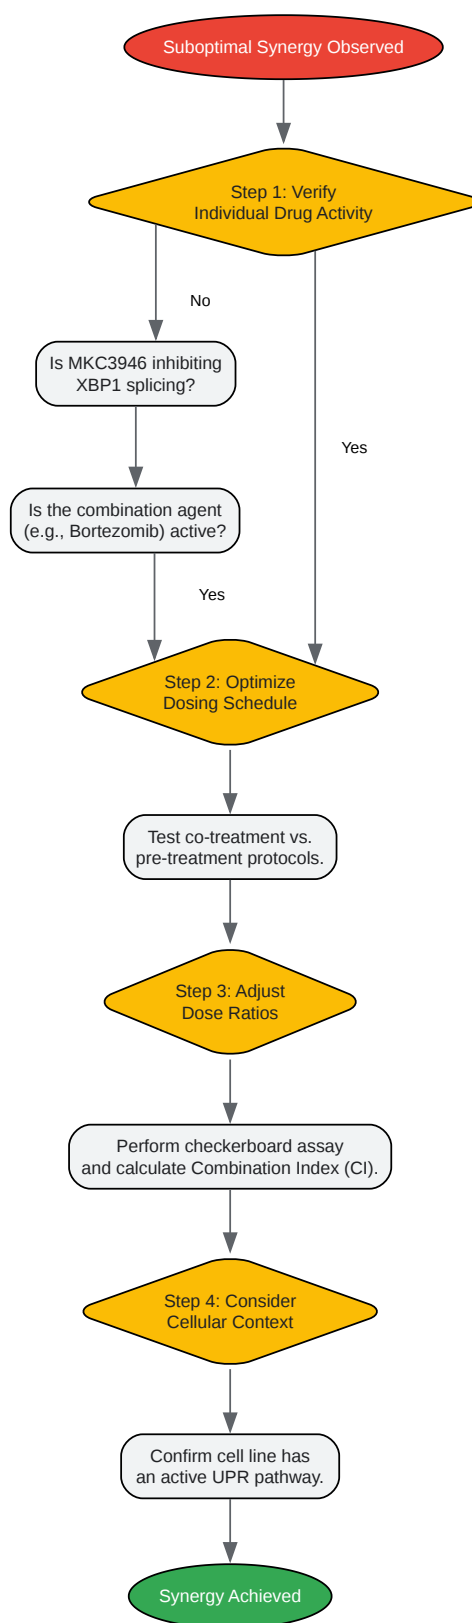 Suboptimal Synergy Observed
Step 1: Verify
Individual Drug Activity
No
Is MKC3946 inhibiting
XBP1 splicing?
Yes
Is the combination agent
(e.g., Bortezomib) active?
Yes
Step 2: Optimize
Dosing Schedule
Test co-treatment vs.
pre-treatment protocols.
Step 3: Adjust
Dose Ratios
Perform checkerboard assay
and calculate Combination Index (CI).
Step 4: Consider
Cellular Context
Confirm cell line has
an active UPR pathway.
Synergy Achieved